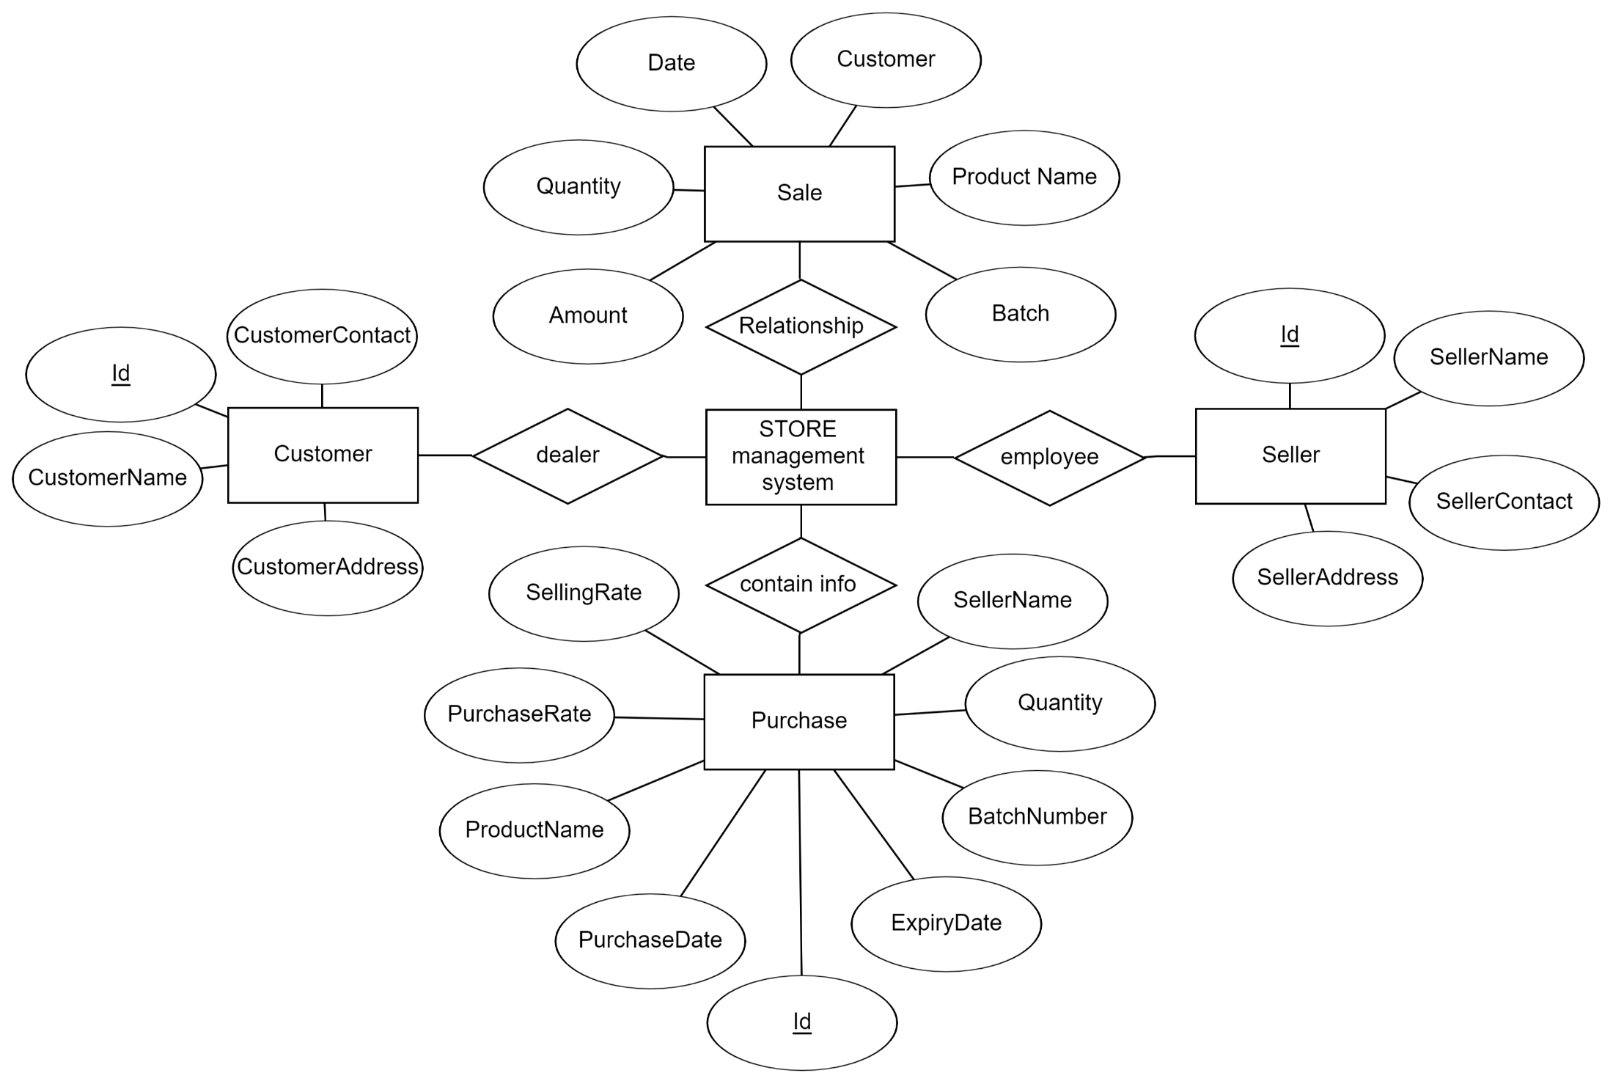 Date
Customer
Quantity
Sale
Product Name
Amount
Relationship
Batch
CustomerContact
Id
CustomerName
Customer
CustomerAddress
dealer
STORE
management
system
employee
Id
SellerName
Seller
SellerContact
SellerAddress
SellingRate
contain info
SellerName
PurchaseRate
Purchase
Quantity
ProductName
BatchNumber
PurchaseDate
ExpiryDate
Id